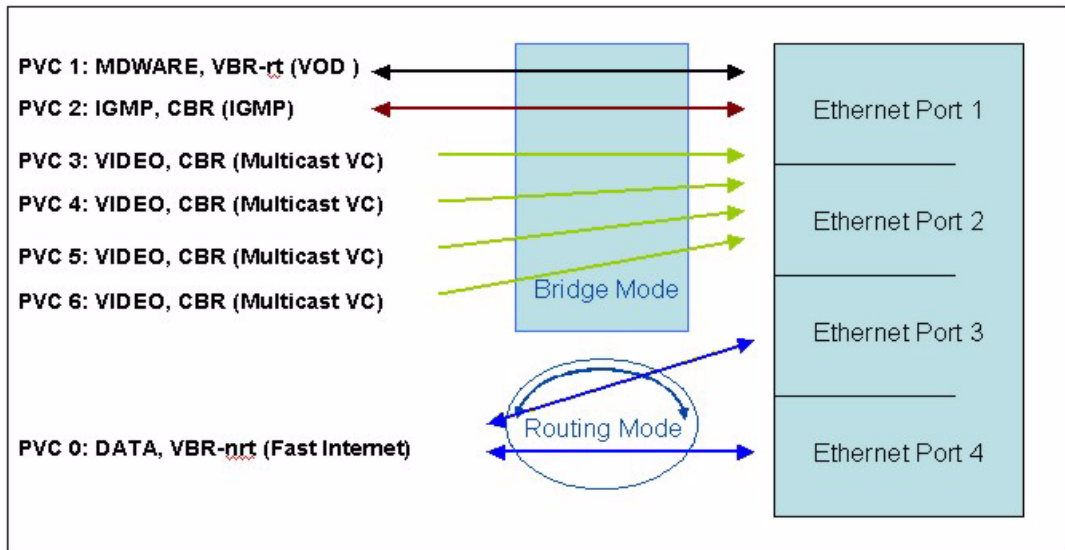 PVC 1: MDWARE, VBR-rt (VOD )
PVC 2: IGMP, CBR (IGMP)
PVC 3: VIDEO, CBR (Multicast VC)
PVC 4: VIDEO, CBR (Multicast VC)
PVC 5: VIDEO, CBR (Multicast VC)
PVC 6: VIDEO, CBR (Multicast VC)
PVC 0: DATA, VBR-nrt (Fast Internet)
Bridge Mode
Routing Mode
Ethernet Port 1
Ethernet Port 2
Ethernet Port 3
Ethernet Port 4